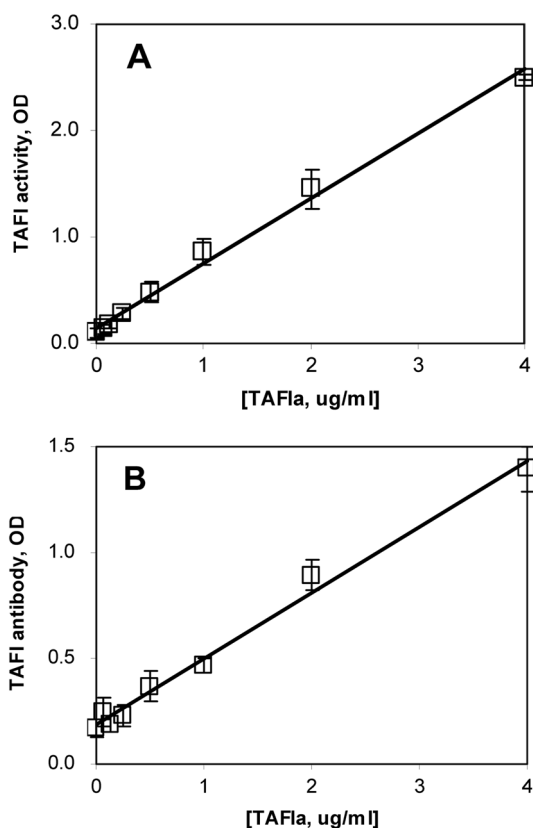 3.0
A
2.0
TAFI activity, OD
1.0
0.0
0 1 2 3 4
[TAFIa, ug/ml]
1.5
B
1.0
TAFI antibody, OD
0.5
0.0
0 1 2 3 4
[TAFIa, ug/ml]